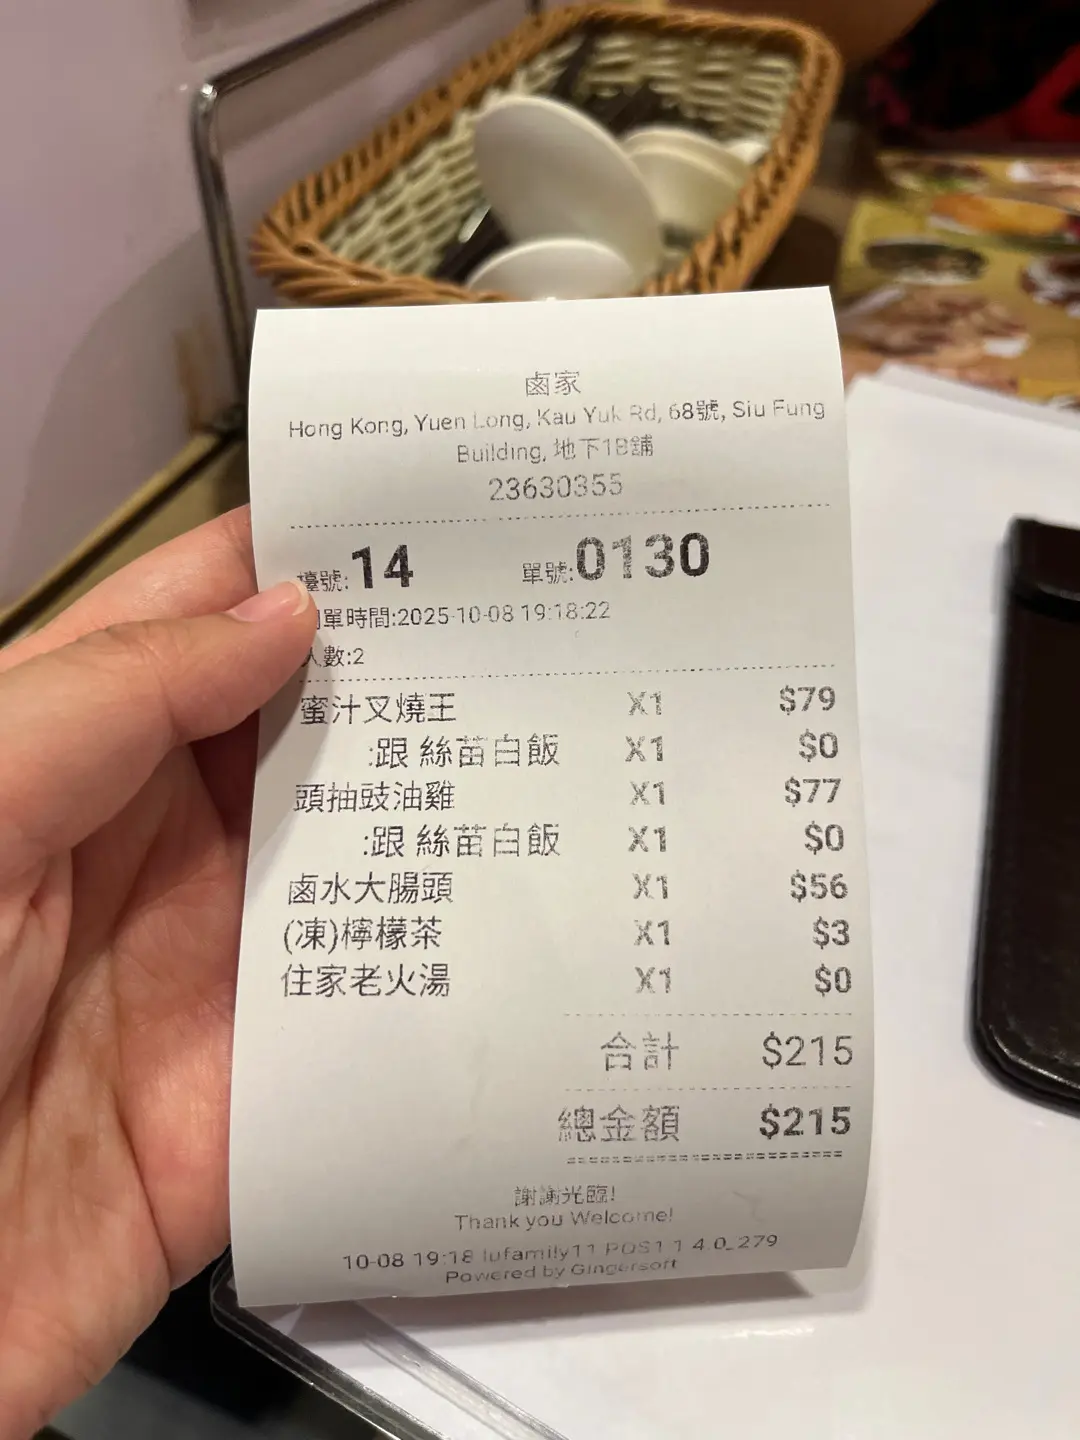 鹵家
Hong Kong, Yuen Long, Kau Yuk Rd, 68號, Siu Fung
Building, 地下1B舖
23630355
檯號:14 單號:0130
單時間:2025-10-08 19:18:22
人數:2
蜜汁叉燒王 X1 $79
:跟 絲苗白飯 X1 $0
頭抽豉油雞 X1 $77
:跟 絲苗白飯 X1 $0
鹵水大腸頭 X1 $56
(凍)檸檬茶 X1 $3
住家老火湯 X1 $0
合計 $215
總金額 $215
謝謝光臨!
Thank you Welcome!
10-08 19:18 lufamily11 POS1 1 4.0_279
Powered by Gingersoft